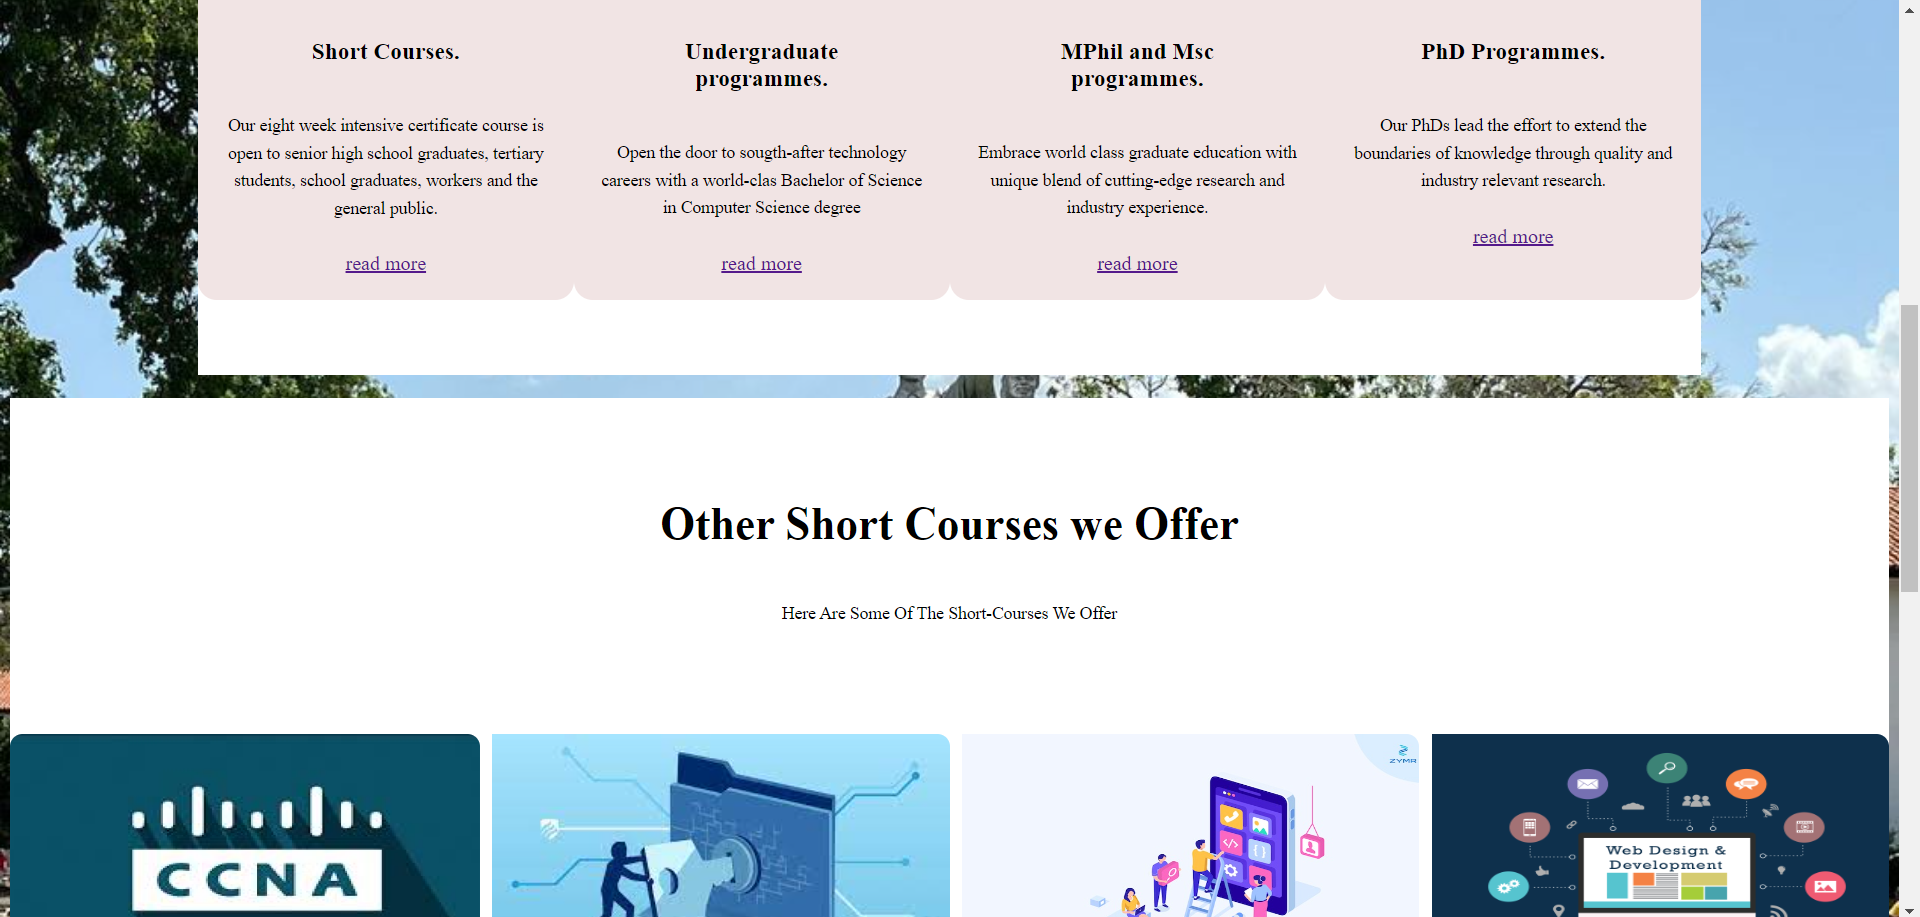 Short Courses.
Our eight week intensive certificate course is
open to senior high school graduates, tertiary
students, school graduates, workers and the
general public.
read more
Undergraduate
programmes.
Open the door to sougth-after technology
careers with a world-clas Bachelor of Science
in Computer Science degree
read more
MPhil and Msc
programmes.
Embrace world class graduate education with
unique blend of cutting-edge research and
industry experience.
read more
PhD Programmes.
Our PhDs lead the effort to extend the
boundaries of knowledge through quality and
industry relevant research.
read more
Other Short Courses we Offer
Here Are Some Of The Short-Courses We Offer
CCNA
ZYMR
Web Design &
Development